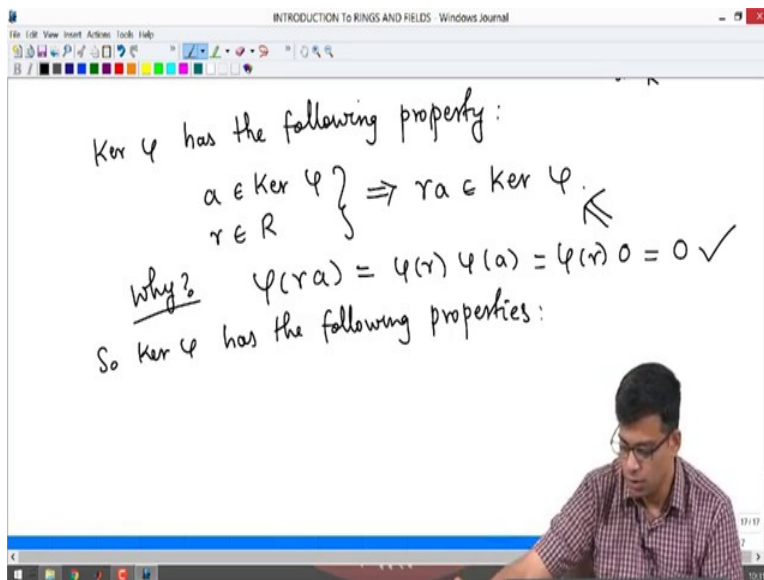 INTRODUCTION To RINGS AND FIELDS - Windows Journal
File Edit View Insert Actions Tools Help
B I
Ker φ has the following property :
a ∈ Ker φ } ⇒ ra ∈ Ker φ.
r ∈ R
Why? φ(ra) = φ(r) φ(a) = φ(r) 0 = 0 ✓
So Ker φ has the following properties :
17/17